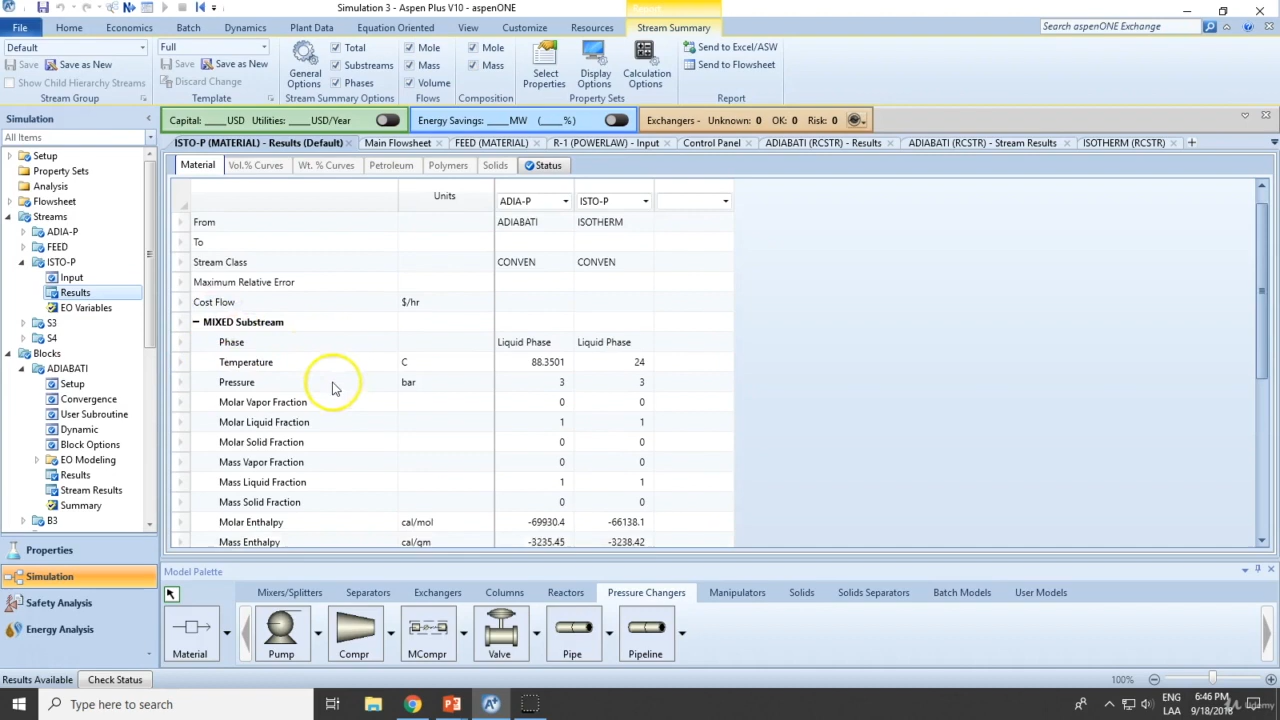 Simulation 3 - Aspen Plus V10 - aspenONE
Report
File Home Economics Batch Dynamics Plant Data Equation Oriented View Customize Resources Stream Summary
Search aspenONE Exchange
Default
Save Save as New
Show Child Hierarchy Streams
Stream Group
Full
Save Save as New
Discard Change
Template
General Options
Total
Substreams
Phases
Stream Summary Options
Mole
Mass
Volume
Flows
Mole
Mass
Composition
Select Properties
Display Options
Calculation Options
Property Sets
Send to Excel/ASW
Send to Flowsheet
Report
Simulation
All Items
Capital: ____USD Utilities: ____USD/Year
Energy Savings: ____MW (____%)
Exchangers - Unknown: 0 OK: 0 Risk: 0
ISTO-P (MATERIAL) - Results (Default) Main Flowsheet FEED (MATERIAL) R-1 (POWERLAW) - Input Control Panel ADIABATI (RCSTR) - Results ADIABATI (RCSTR) - Stream Results ISOTHERM (RCSTR)
Material Vol.% Curves Wt. % Curves Petroleum Polymers Solids Status
Setup
Property Sets
Analysis
Flowsheet
Streams
ADIA-P
FEED
ISTO-P
Input
Results
EO Variables
S3
S4
Blocks
ADIABATI
Setup
Convergence
User Subroutine
Dynamic
Block Options
EO Modeling
Results
Stream Results
Summary
B3
Units ADIA-P ISTO-P
From ADIABATI ISOTHERM
To
Stream Class CONVEN CONVEN
Maximum Relative Error
Cost Flow $/hr
MIXED Substream
Phase Liquid Phase Liquid Phase
Temperature C 88.3501 24
Pressure bar 3 3
Molar Vapor Fraction 0 0
Molar Liquid Fraction 1 1
Molar Solid Fraction 0 0
Mass Vapor Fraction 0 0
Mass Liquid Fraction 1 1
Mass Solid Fraction 0 0
Molar Enthalpy cal/mol -69930.4 -66138.1
Mass Enthalpy cal/gm -3235.45 -3238.42
Properties
Simulation
Safety Analysis
Energy Analysis
Model Palette
Mixers/Splitters Separators Exchangers Columns Reactors Pressure Changers Manipulators Solids Solids Separators Batch Models User Models
Material Pump Compr MCompr Valve Pipe Pipeline
Results Available Check Status
100%
Type here to search
ENG
LAA
6:46 PM
Udemy